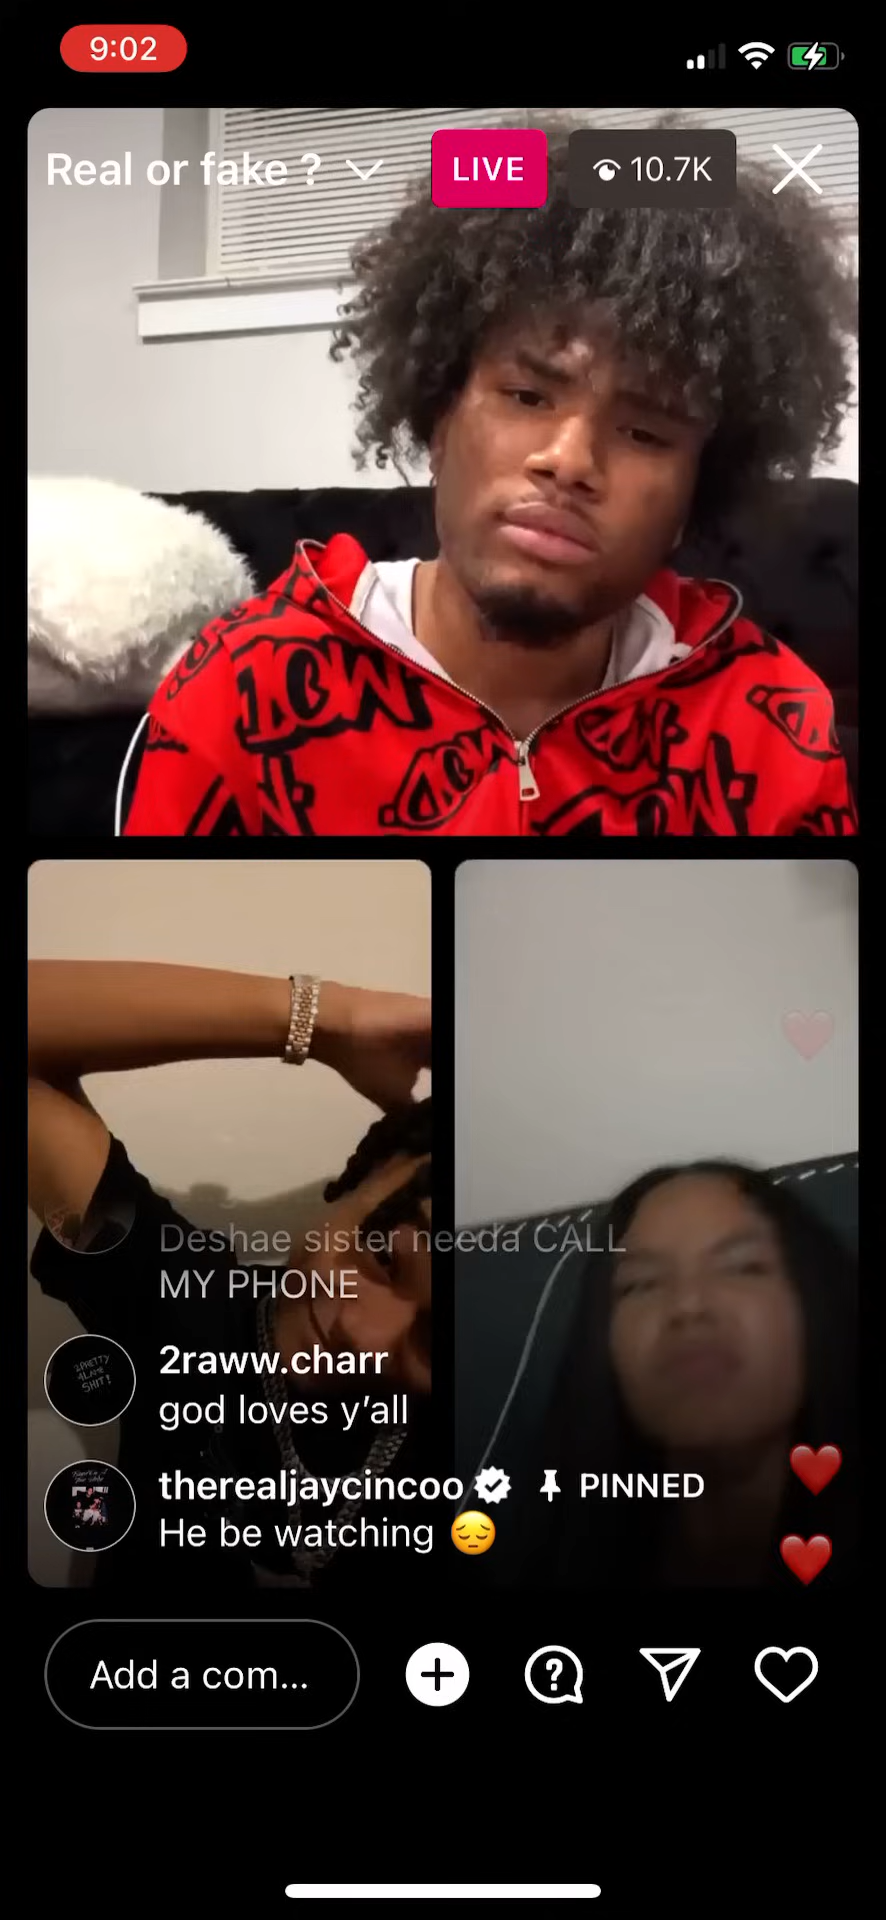 9:02
Real or fake ?
LIVE
10.7K
Deshae sister needa CALL
MY PHONE
2raww.charr
god loves y’all
therealjaycincoo PINNED
He be watching 😔
Add a com...